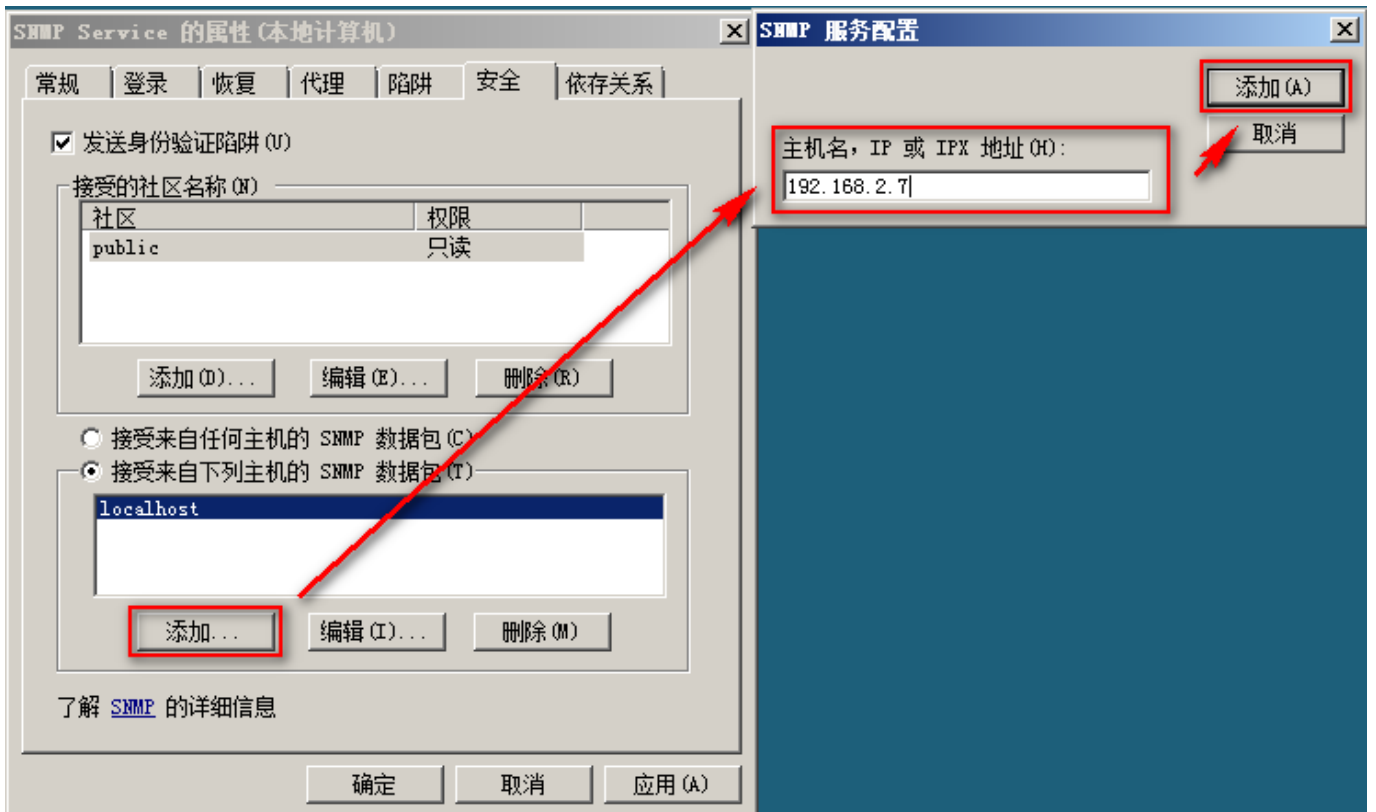 SNMP Service 的属性(本地计算机)
常规 登录 恢复 代理 陷阱 安全 依存关系
发送身份验证陷阱(U)
接受的社区名称(N)
社区 权限
public 只读
添加(D)... 编辑(E)... 删除(R)
接受来自任何主机的 SNMP 数据包(C)
接受来自下列主机的 SNMP 数据包(T)
localhost
添加... 编辑(I)... 删除(M)
了解 SNMP 的详细信息
确定 取消 应用(A)
SNMP 服务配置
添加(A)
取消
主机名，IP 或 IPX 地址(H):
192.168.2.7